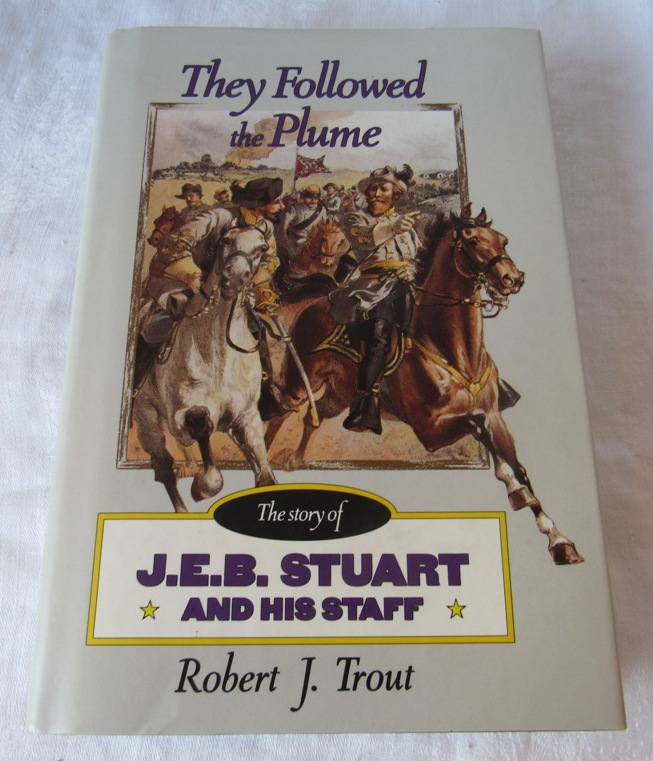 They Followed
the Plume
The story of
J.E.B. STUART
AND HIS STAFF
Robert J. Trout